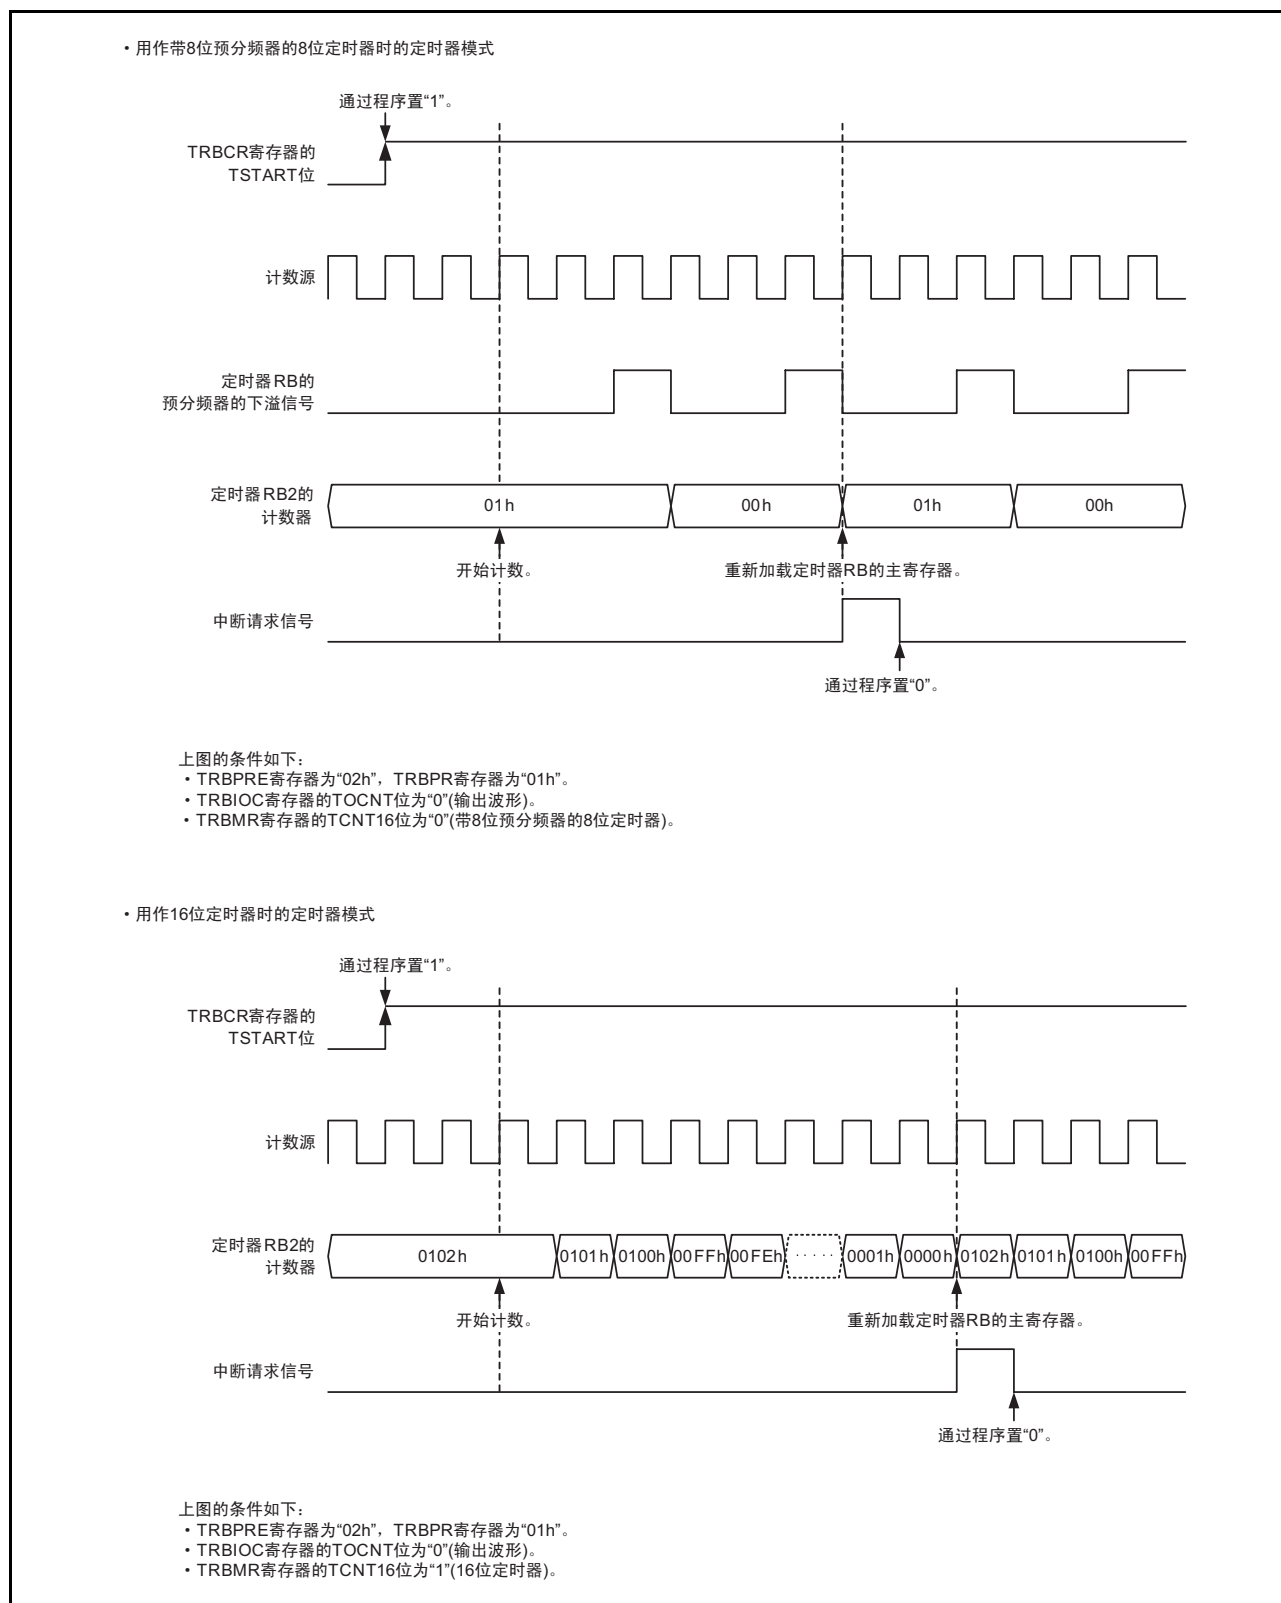 ・用作带8位预分频器的8位定时器时的定时器模式
通过程序置“1”。
TRBCR寄存器的
TSTART位
计数源
定时器RB的
预分频器的下溢信号
定时器RB2的
计数器
01h
00h
01h
00h
开始计数。
重新加载定时器RB的主寄存器。
中断请求信号
通过程序置“0”。
上图的条件如下：
・TRBPRE寄存器为“02h”，TRBPR寄存器为“01h”。
・TRBIOC寄存器的TOCNT位为“0”(输出波形)。
・TRBMR寄存器的TCNT16位为“0”(带8位预分频器的8位定时器)。
・用作16位定时器时的定时器模式
通过程序置“1”。
TRBCR寄存器的
TSTART位
计数源
定时器RB2的
计数器
0102h
0101h
0100h
00FFh
00FEh
·····
0001h
0000h
0102h
0101h
0100h
00FFh
开始计数。
重新加载定时器RB的主寄存器。
中断请求信号
通过程序置“0”。
上图的条件如下：
・TRBPRE寄存器为“02h”，TRBPR寄存器为“01h”。
・TRBIOC寄存器的TOCNT位为“0”(输出波形)。
・TRBMR寄存器的TCNT16位为“1”(16位定时器)。